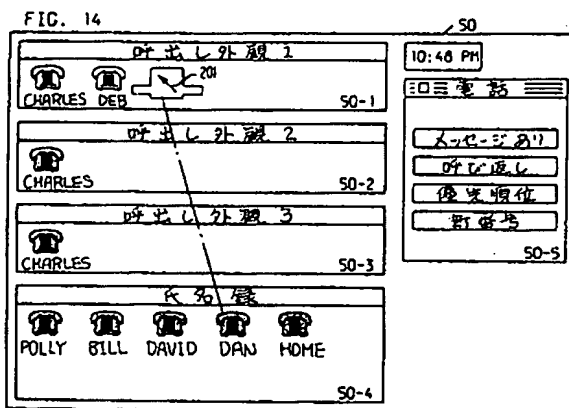 FIG. 14
50
呼出し外観 1
201
CHARLES DEB
50-1
呼出し外観 2
CHARLES
50-2
呼出し外観 3
CHARLES
50-3
氏名録
POLLY BILL DAVID DAN HOME
50-4
10:48 PM
電話
メッセージあり
呼び返し
優先順位
新番号
50-5